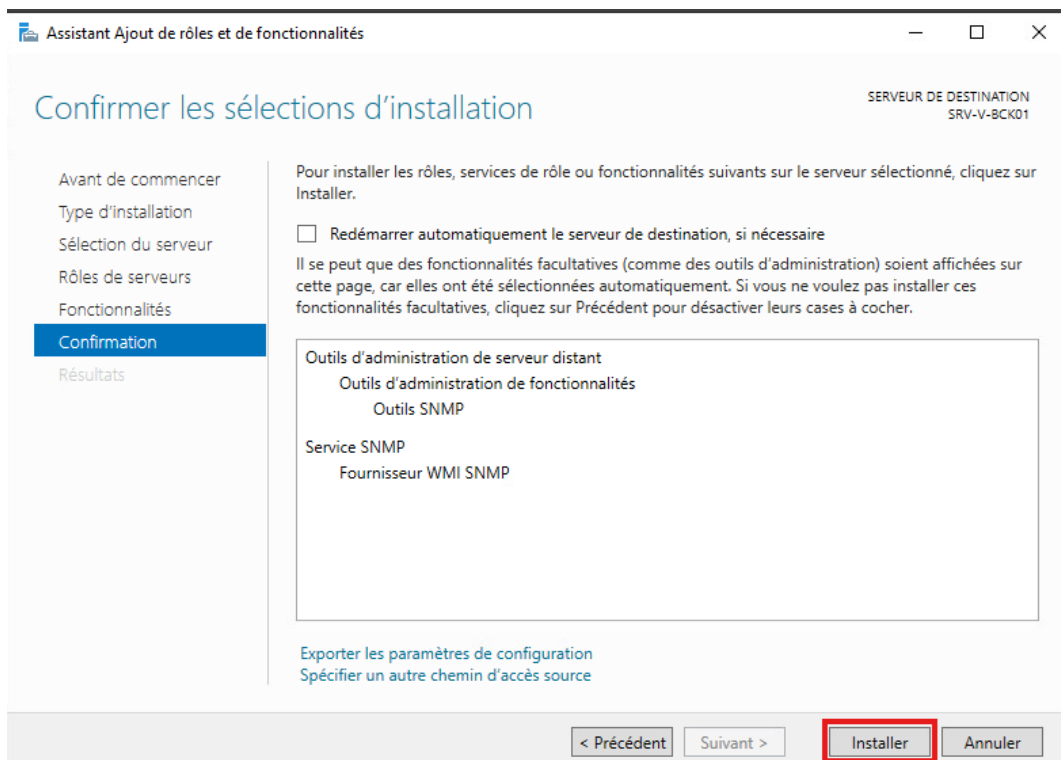 Assistant Ajout de rôles et de fonctionnalités
Confirmer les sélections d'installation
SERVEUR DE DESTINATION
SRV-V-BCK01
Avant de commencer
Type d'installation
Sélection du serveur
Rôles de serveurs
Fonctionnalités
Confirmation
Résultats
Pour installer les rôles, services de rôle ou fonctionnalités suivants sur le serveur sélectionné, cliquez sur
Installer.
Redémarrer automatiquement le serveur de destination, si nécessaire
Il se peut que des fonctionnalités facultatives (comme des outils d'administration) soient affichées sur
cette page, car elles ont été sélectionnées automatiquement. Si vous ne voulez pas installer ces
fonctionnalités facultatives, cliquez sur Précédent pour désactiver leurs cases à cocher.
Outils d'administration de serveur distant
Outils d'administration de fonctionnalités
Outils SNMP
Service SNMP
Fournisseur WMI SNMP
Exporter les paramètres de configuration
Spécifier un autre chemin d'accès source
< Précédent
Suivant >
Installer
Annuler